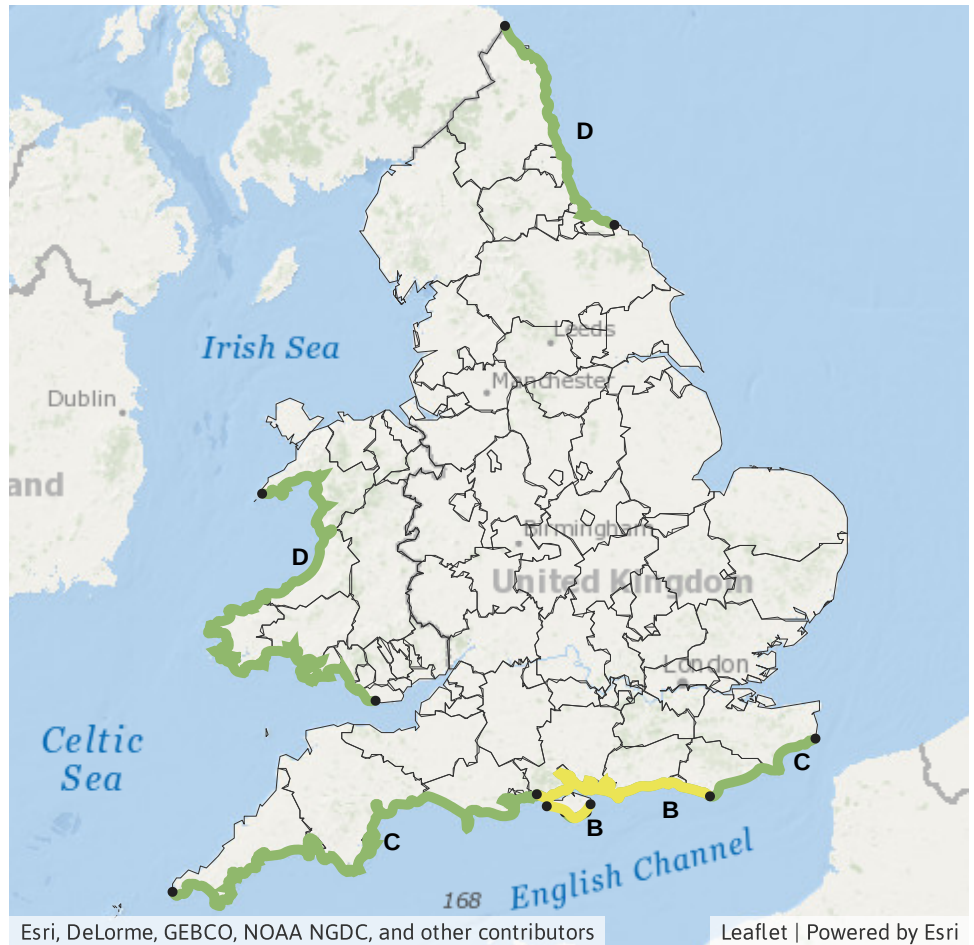 D
Leeds
Irish Sea
Manchester
Dublin
and
Birmingham
D
United Kingdom
London
Celtic
Sea
C
B
B
C
English Channel
168
Esri, DeLorme, GEBCO, NOAA NGDC, and other contributors
Leaflet | Powered by Esri